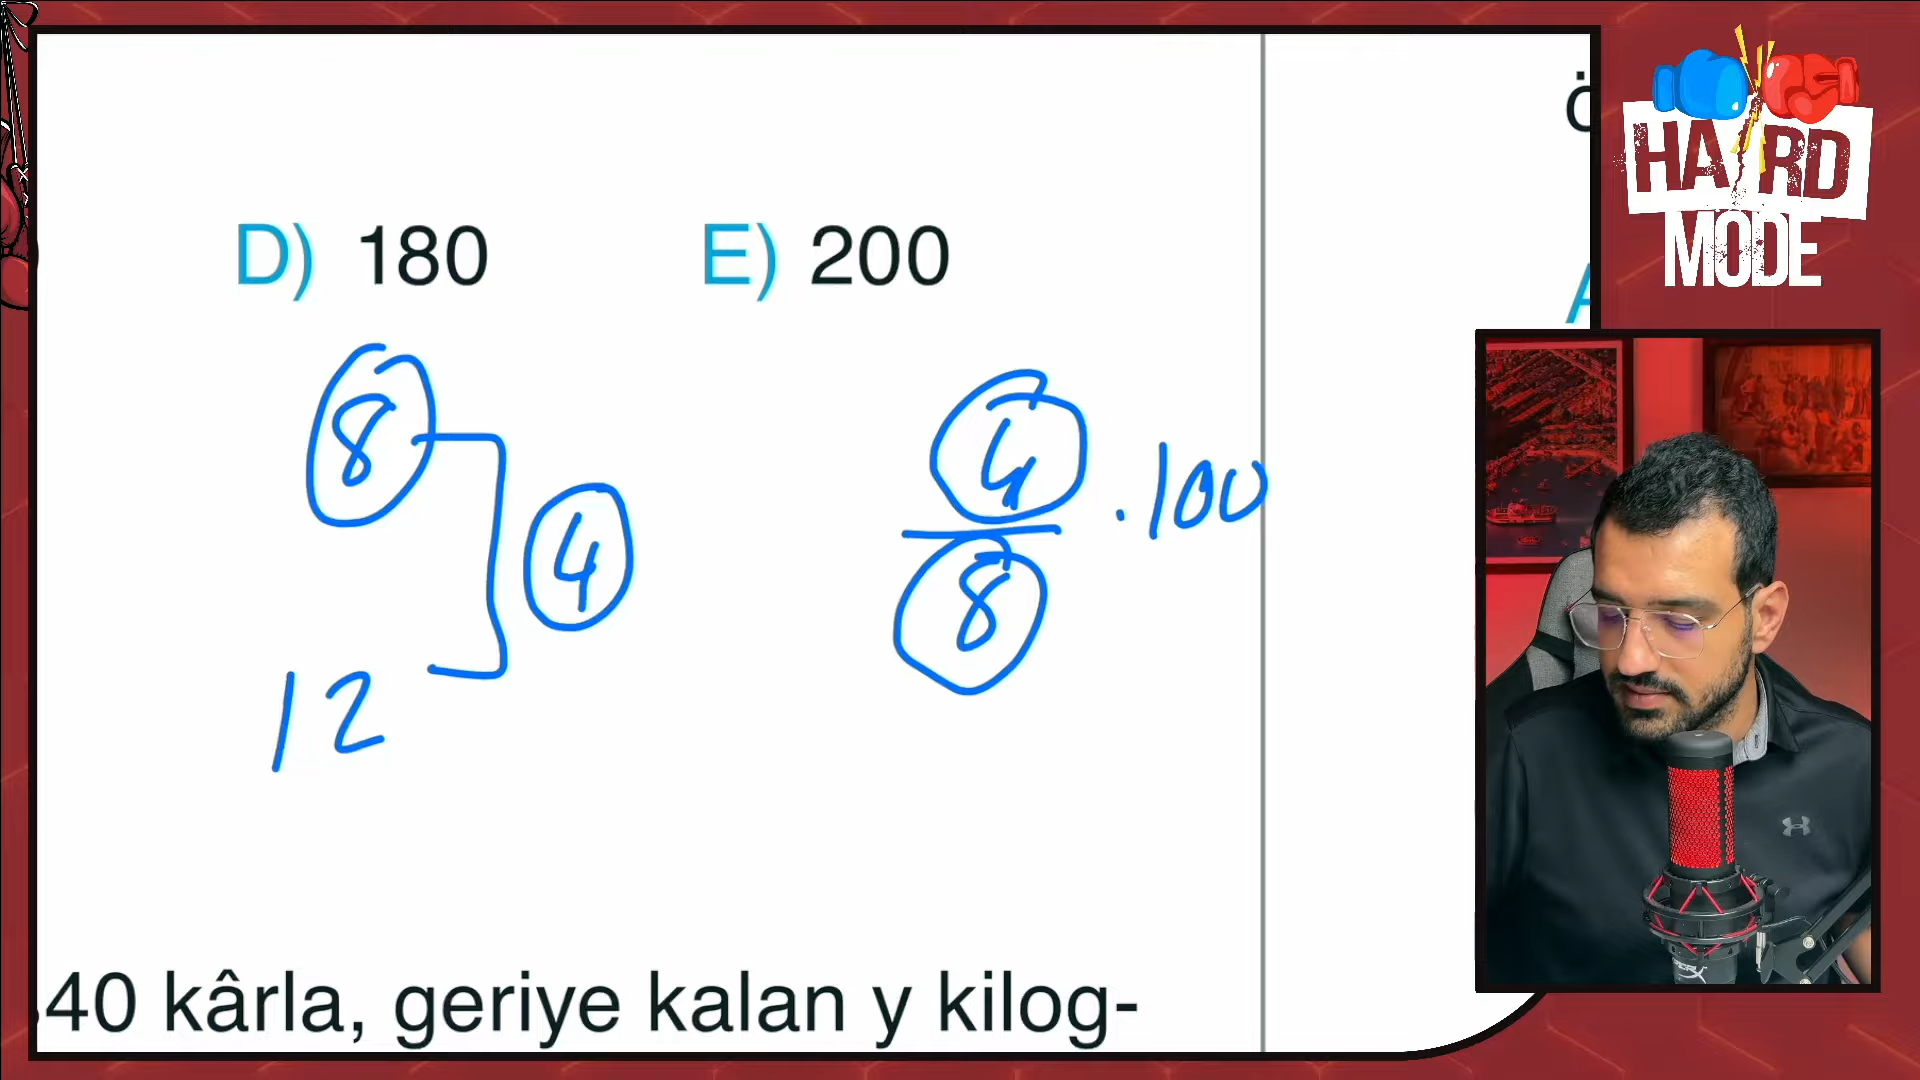 HARD
MODE
D) 180 E) 200
8
4
12
4
8
.100
40 kârla, geriye kalan y kilog-